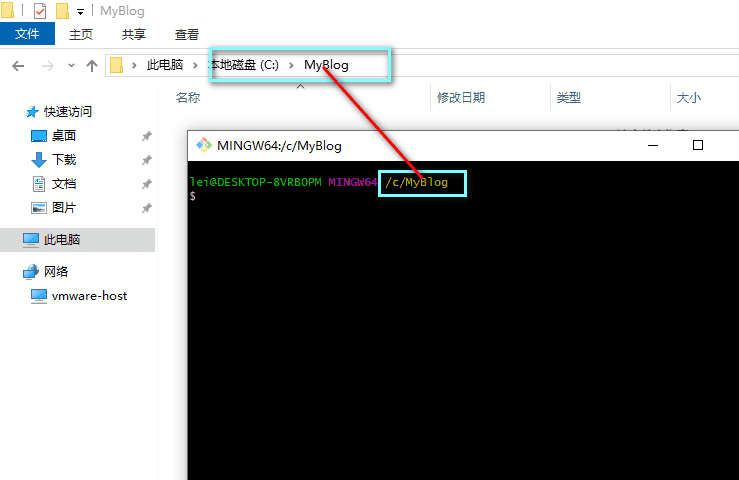 MyBlog
文件 主页 共享 查看
此电脑 本地磁盘 (C:) MyBlog
名称 修改日期 类型 大小
快速访问
桌面
下载
文档
图片
此电脑
网络
vmware-host
MINGW64:/c/MyBlog
lei@DESKTOP-8VRBOPM MINGW64 /c/MyBlog
$